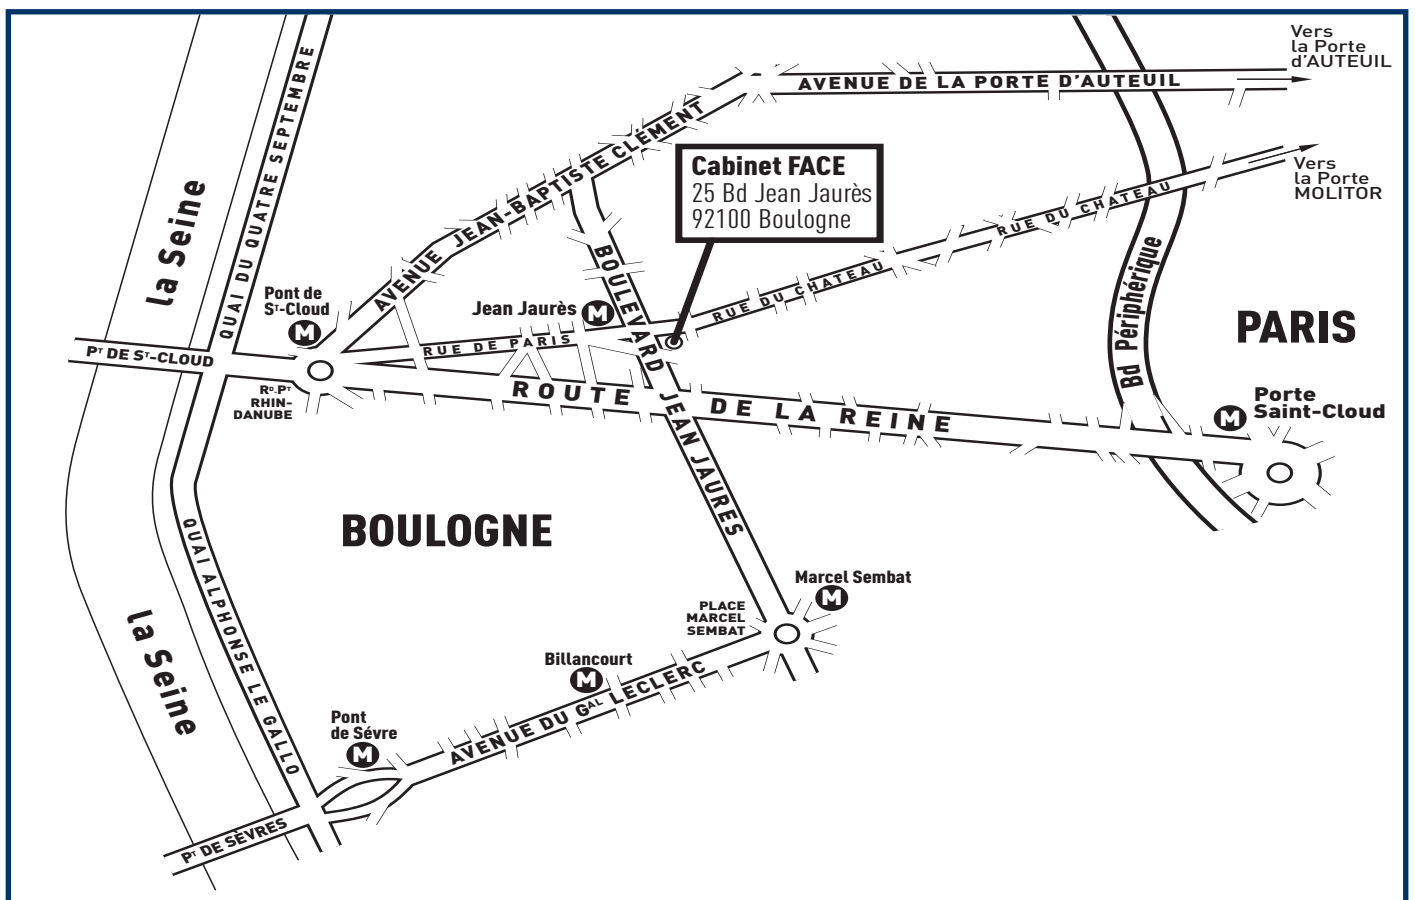 Vers
la Porte
d'AUTEUIL
AVENUE DE LA PORTE D'AUTEUIL
QUAI DU QUATRE SEPTEMBRE
AVENUE JEAN-BAPTISTE CLÉMENT
Cabinet FACE
25 Bd Jean Jaurès
92100 Boulogne
Vers
la Porte
MOLITOR
la Seine
RUE DU CHATEAU
RUE DU CHATEAU
BOULEVARD JEAN JAURES
Bd Périphérique
Pont de
ST-Cloud
M
Jean Jaurès
M
PARIS
PT DE ST-CLOUD
RUE DE PARIS
RD.PT
RHIN-
DANUBE
ROUTE DE LA REINE
Porte
Saint-Cloud
M
BOULOGNE
QUAI ALPHONSE LE GALLO
Marcel Sembat
M
PLACE
MARCEL
SEMBAT
la Seine
Billancourt
M
AVENUE DU GAL LECLERC
Pont
de Sévre
M
PT DE SÈVRES